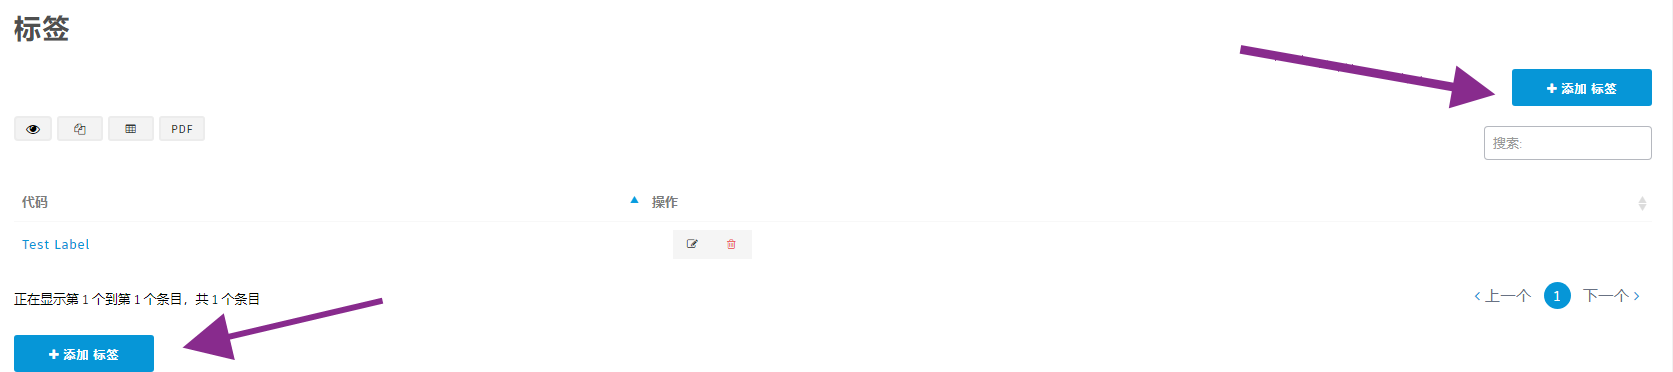 标签
+ 添加 标签
PDF
搜索:
代码 操作
Test Label
正在显示第 1 个到第 1 个条目，共 1 个条目
上一个 1 下一个
+ 添加 标签